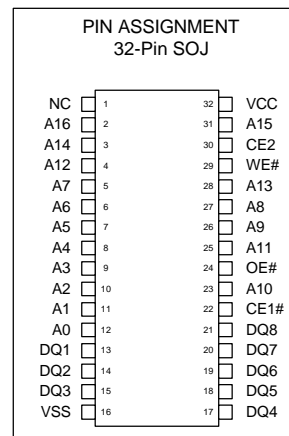 PIN ASSIGNMENT
32-Pin SOJ
NC 1 32 VCC
A16 2 31 A15
A14 3 30 CE2
A12 4 29 WE#
A7 5 28 A13
A6 6 27 A8
A5 7 26 A9
A4 8 25 A11
A3 9 24 OE#
A2 10 23 A10
A1 11 22 CE1#
A0 12 21 DQ8
DQ1 13 20 DQ7
DQ2 14 19 DQ6
DQ3 15 18 DQ5
VSS 16 17 DQ4